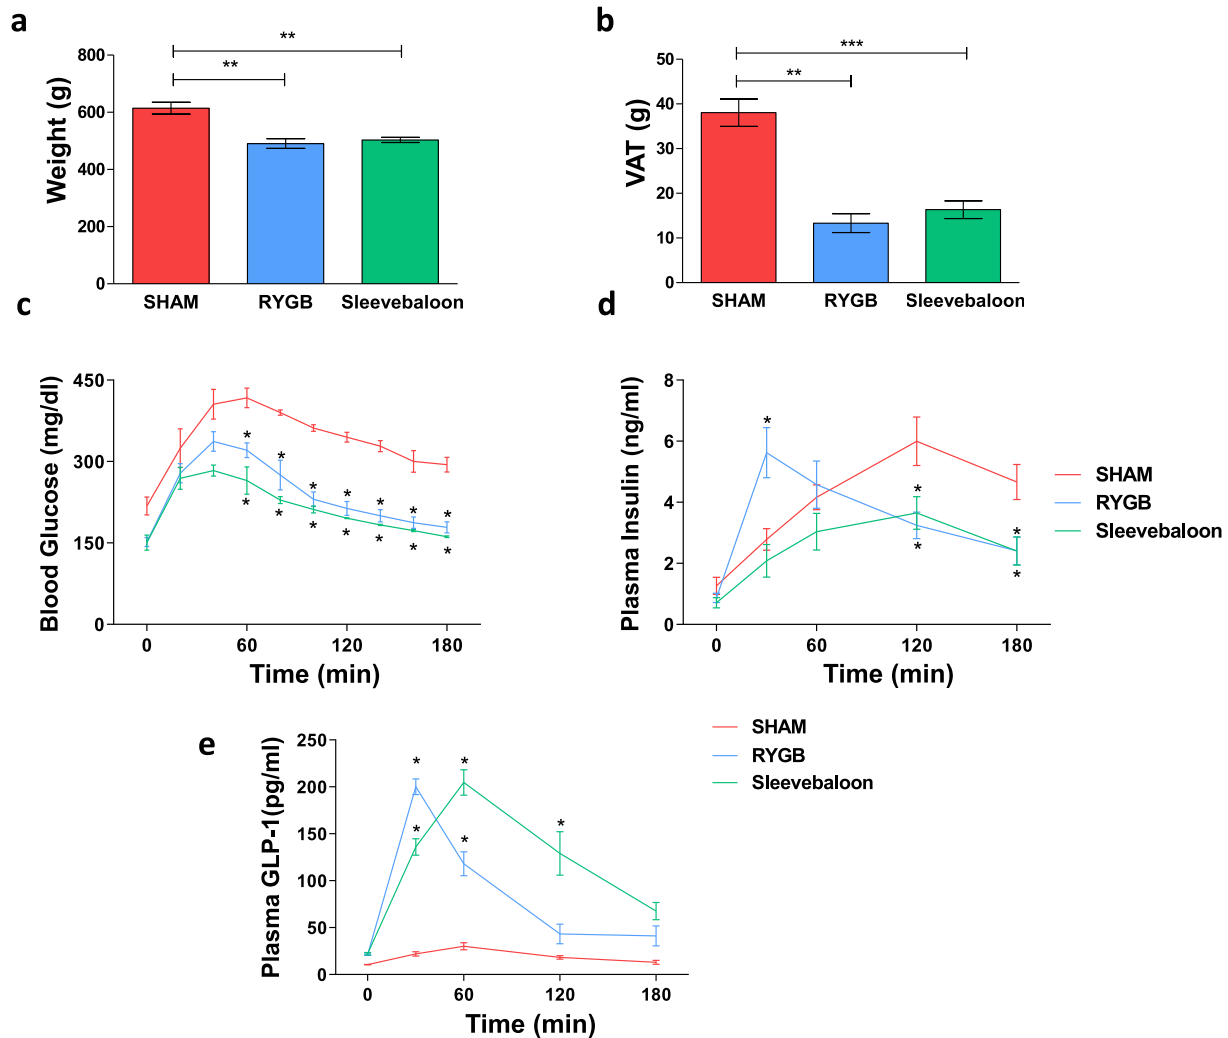 a
**
**
Weight (g)
800
600
400
200
0
SHAM RYGB Sleevebaloon
b
***
**
VAT (g)
50
40
30
20
10
0
SHAM RYGB Sleevebaloon
c
Blood Glucose (mg/dl)
450
300
150
0
* * * * * * *
* * * * * * *
0 60 120 180
Time (min)
d
Plasma Insulin (ng/ml)
8
6
4
2
0
*
* *
* *
0 60 120 180
Time (min)
SHAM
RYGB
Sleevebaloon
e
Plasma GLP-1(pg/ml)
250
200
150
100
50
0
* *
* * *
0 60 120 180
Time (min)
SHAM
RYGB
Sleevebaloon